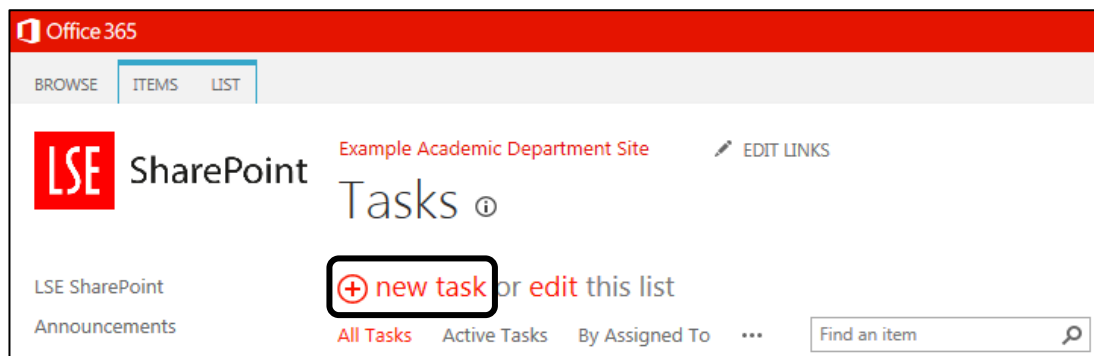 Office 365
BROWSE ITEMS LIST
LSE SharePoint
Example Academic Department Site EDIT LINKS
Tasks
LSE SharePoint
new task or edit this list
Announcements
All Tasks Active Tasks By Assigned To ••• Find an item